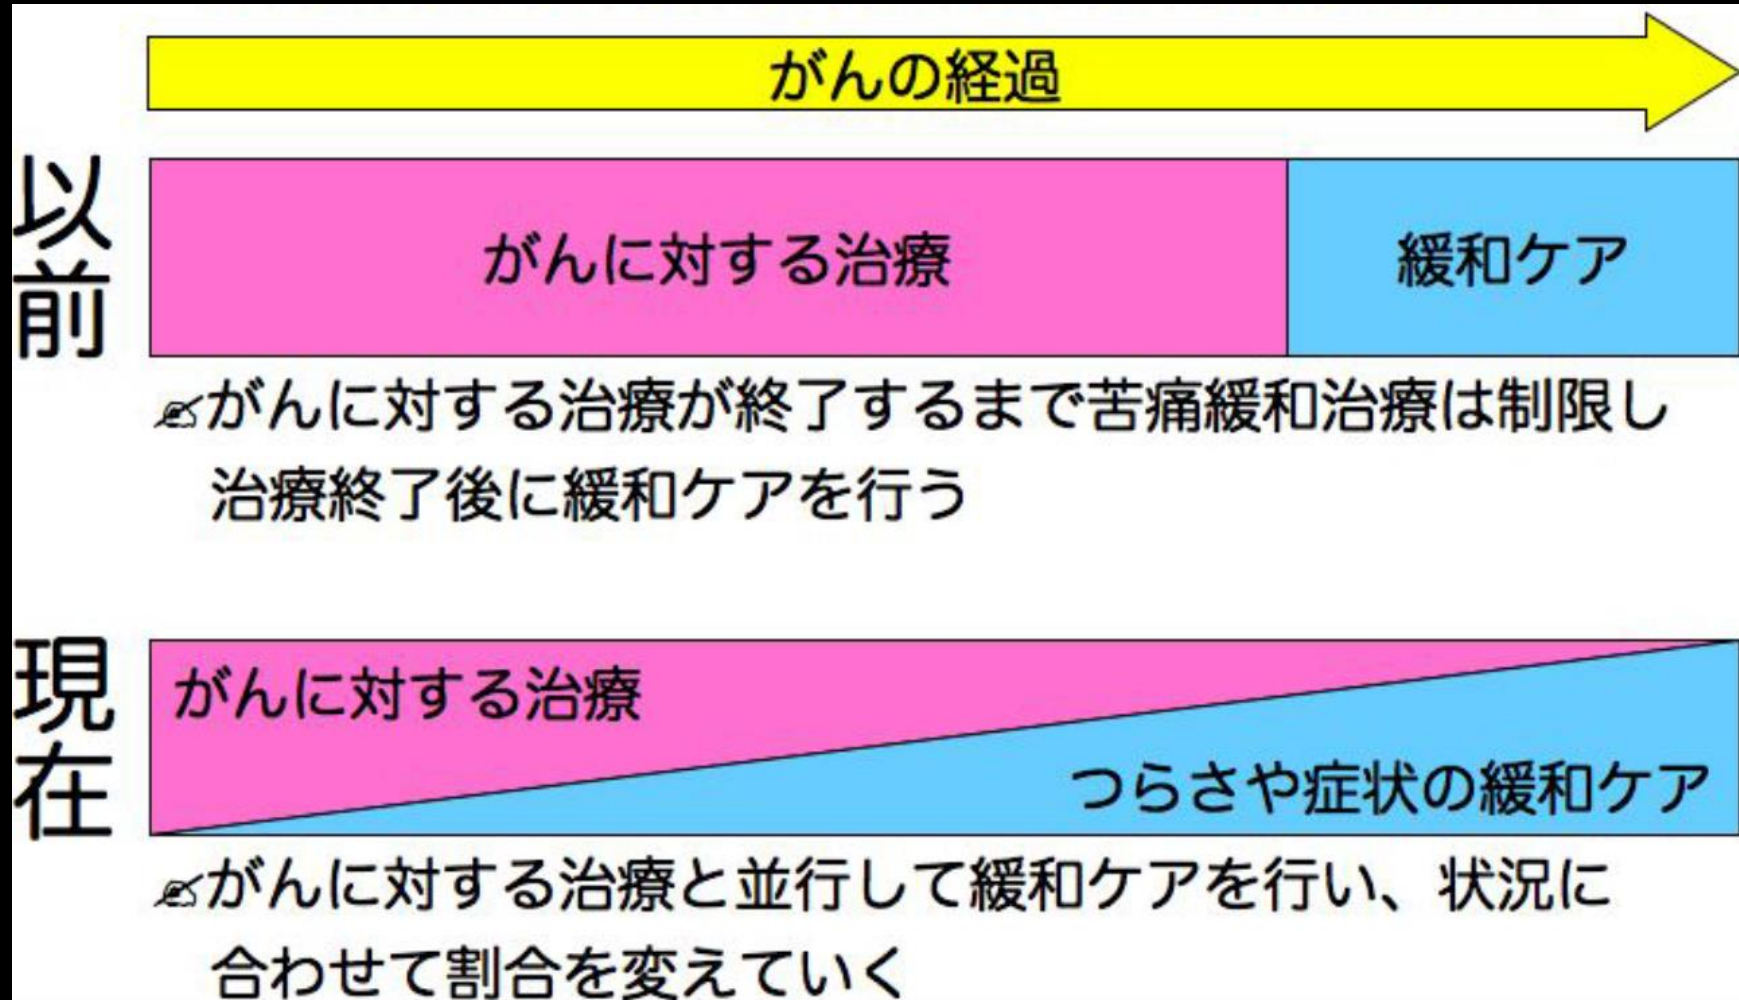 がんの経過
以前
がんに対する治療
緩和ケア
✍がんに対する治療が終了するまで苦痛緩和治療は制限し
治療終了後に緩和ケアを行う
現在
がんに対する治療
つらさや症状の緩和ケア
✍がんに対する治療と並行して緩和ケアを行い、状況に
合わせて割合を変えていく